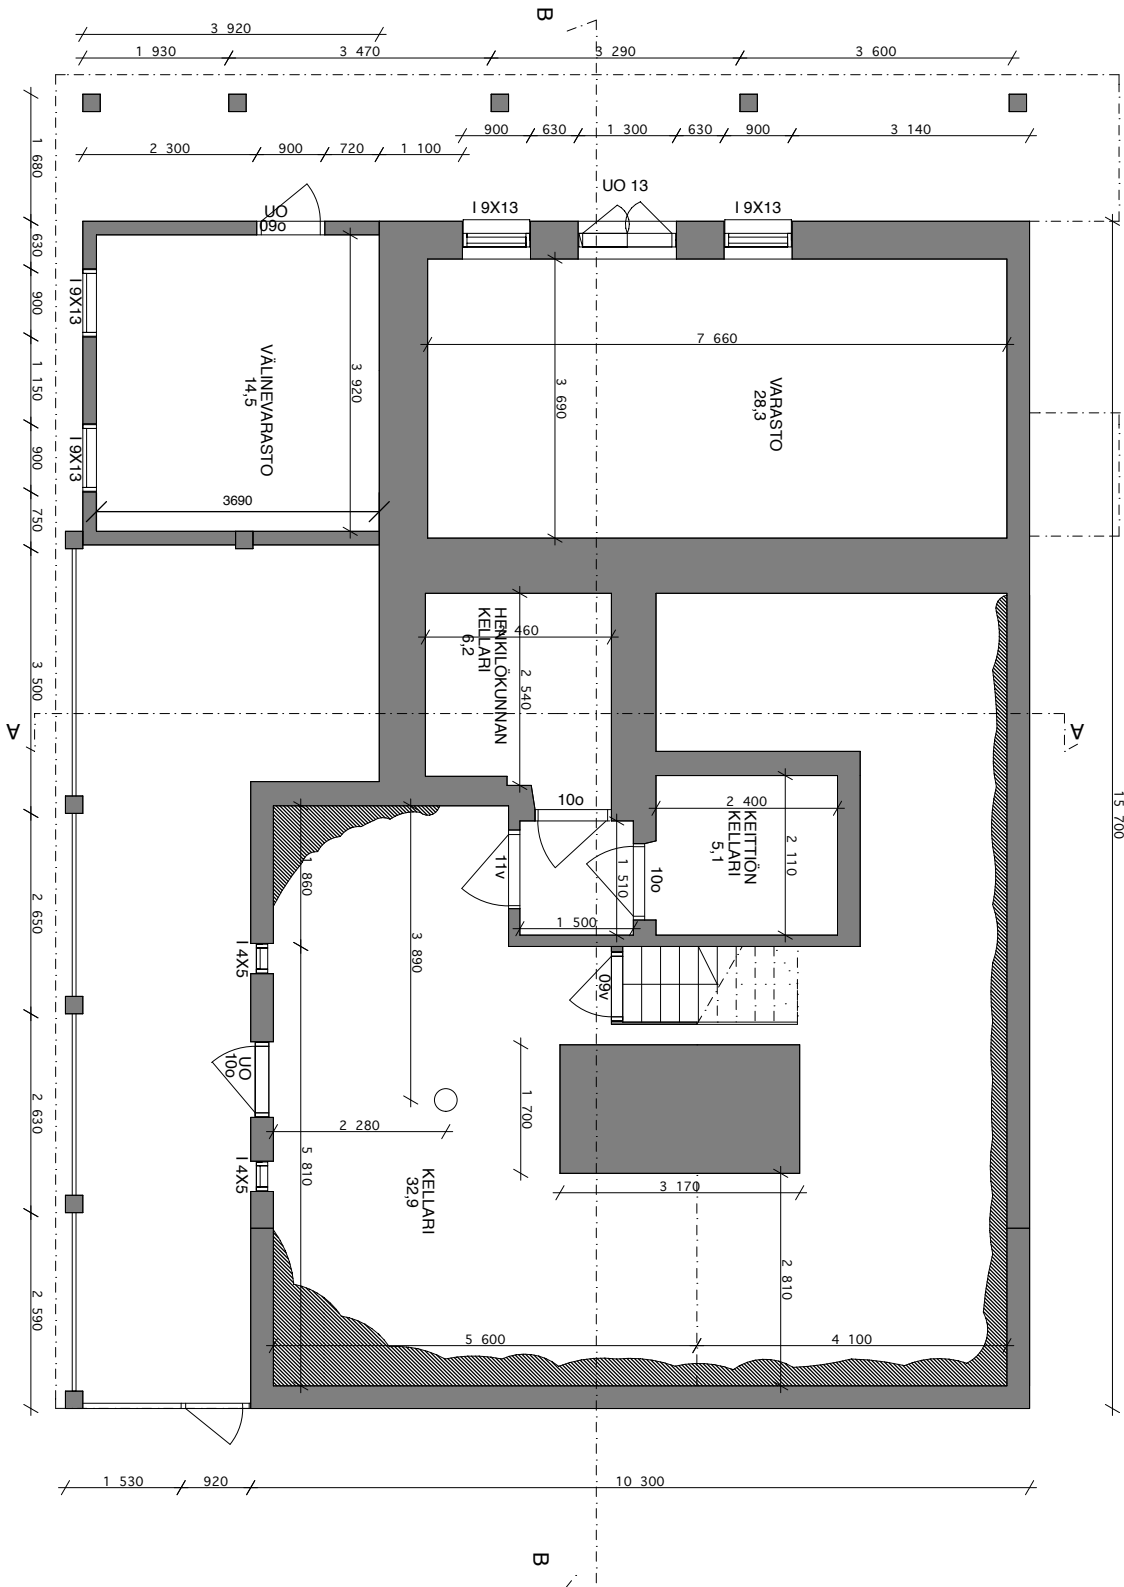 B
3 920
1 930
3 470
3 290
3 600
900
630
1 300
630
900
3 140
2 300
900
720
1 100
1 680
UO 13
UO
09o
I 9X13
I 9X13
630
900
1 150
900
750
I 9X13
I 9X13
VÄLINEVARASTO
14,5
3 920
3690
7 660
3 690
VARASTO
28,3
HENKILÖKUNNAN
KELLARI
6,2
460
2 540
3 500
A
A
15 700
10o
2 400
KEITTIÖN
KELLARI
5,1
2 110
11v
1 510
10o
1 500
1 860
3 890
2 650
I 4X5
09v
UO
10o
1 700
2 630
2 280
5 810
I 4X5
KELLARI
32,9
3 170
2 810
2 590
5 600
4 100
1 530
920
10 300
B